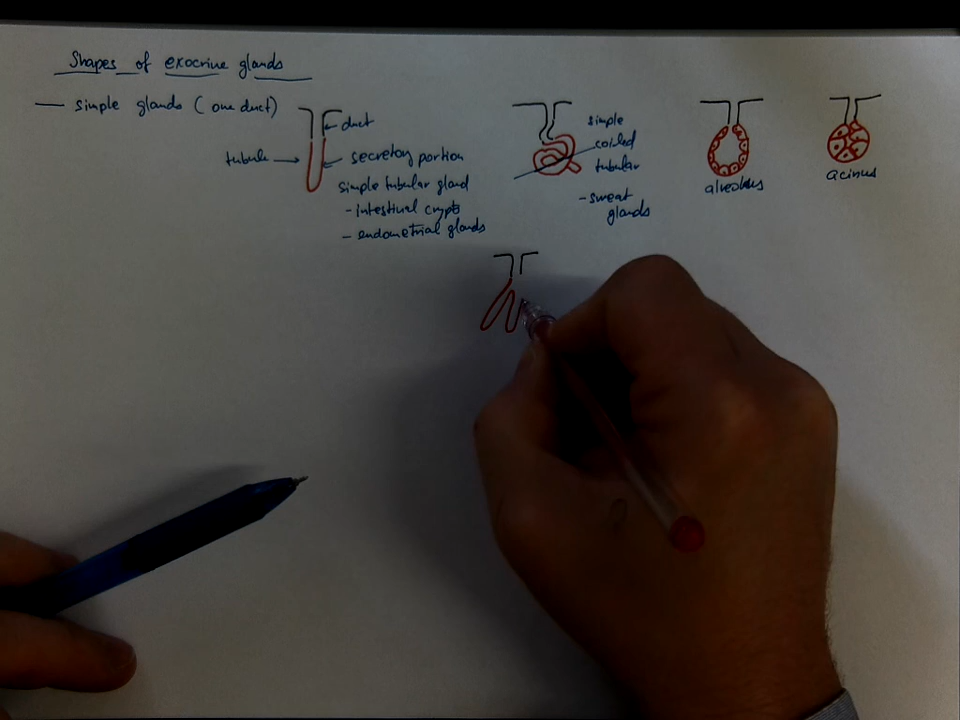 Shapes of exocrine glands
— simple glands (one duct)
duct
tubule
secretory portion
simple tubular gland
- intestinal crypts
- endometrial glands
simple
coiled
tubular
- sweat
glands
alveolus
acinus